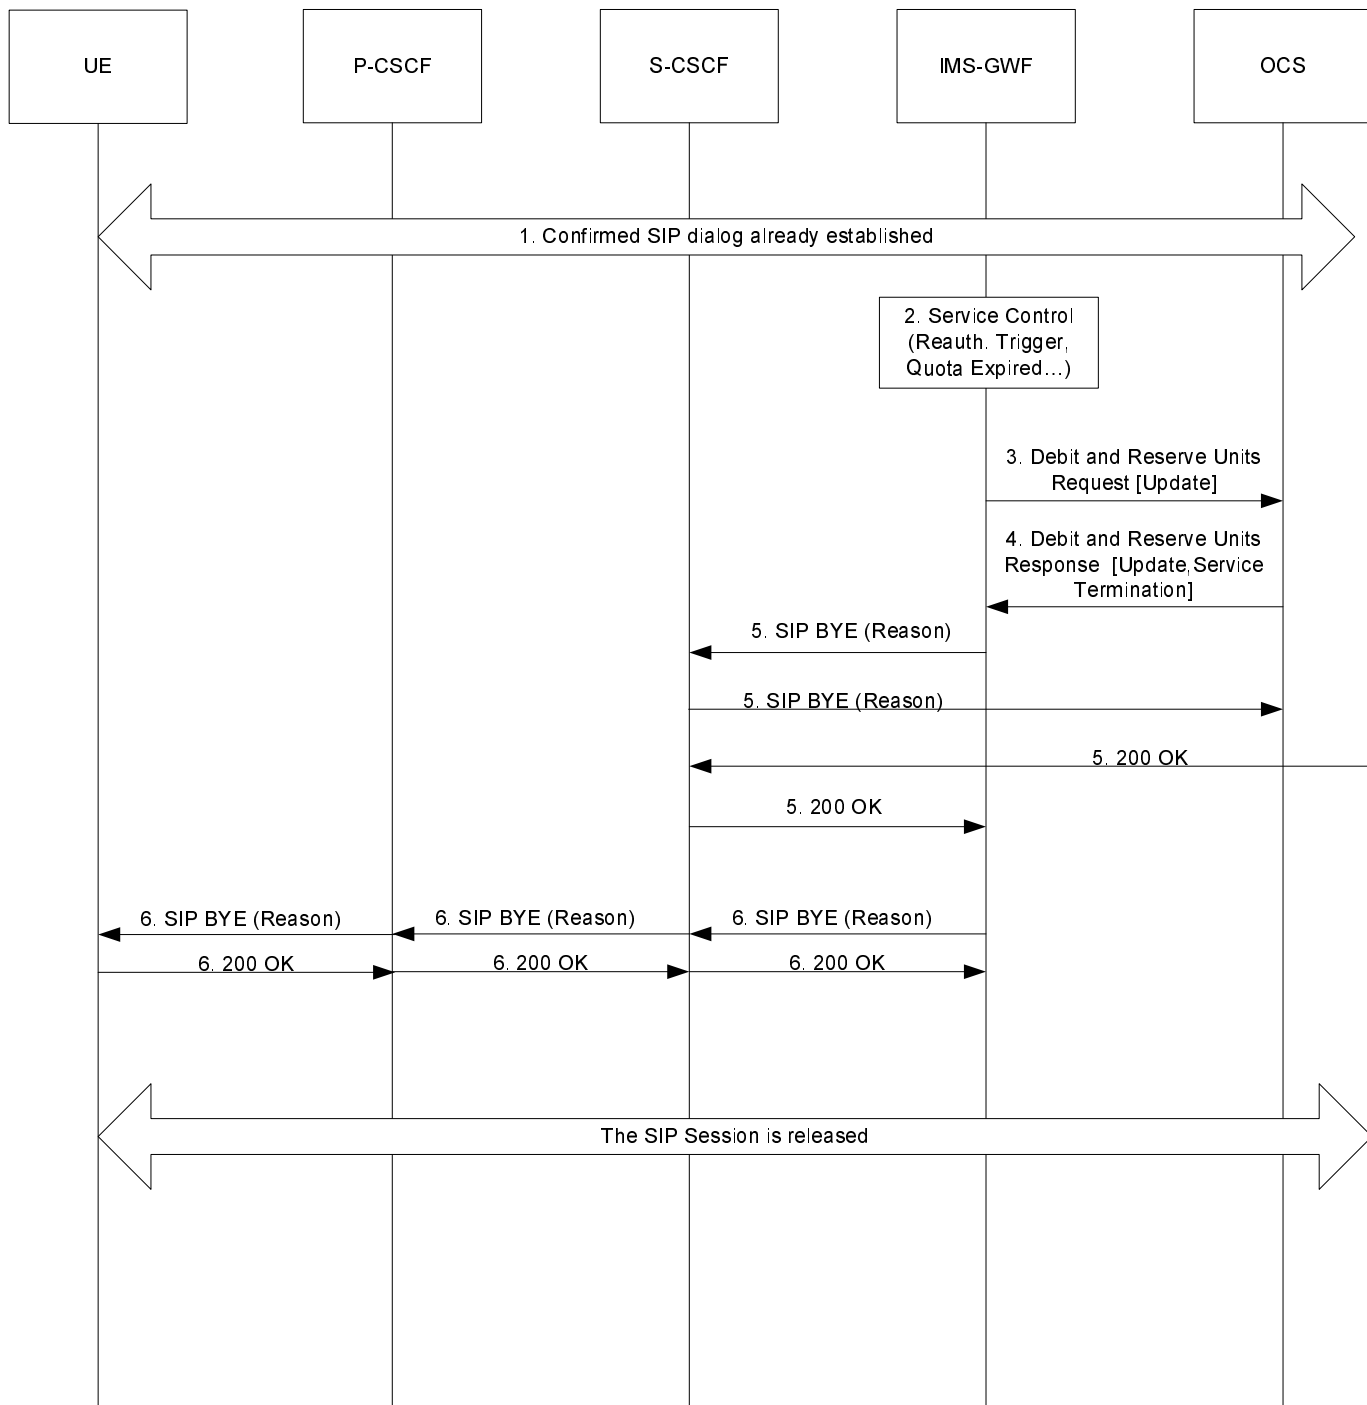 UE
P-CSCF
S-CSCF
IMS-GWF
OCS
1. Confirmed SIP dialog already established
2. Service Control
(Reauth. Trigger,
Quota Expired...)
3. Debit and Reserve Units
Request [Update]
4. Debit and Reserve Units
Response [Update,Service
Termination]
5. SIP BYE (Reason)
5. SIP BYE (Reason)
5. 200 OK
5. 200 OK
6. SIP BYE (Reason)
6. SIP BYE (Reason)
6. SIP BYE (Reason)
6. 200 OK
6. 200 OK
6. 200 OK
The SIP Session is released